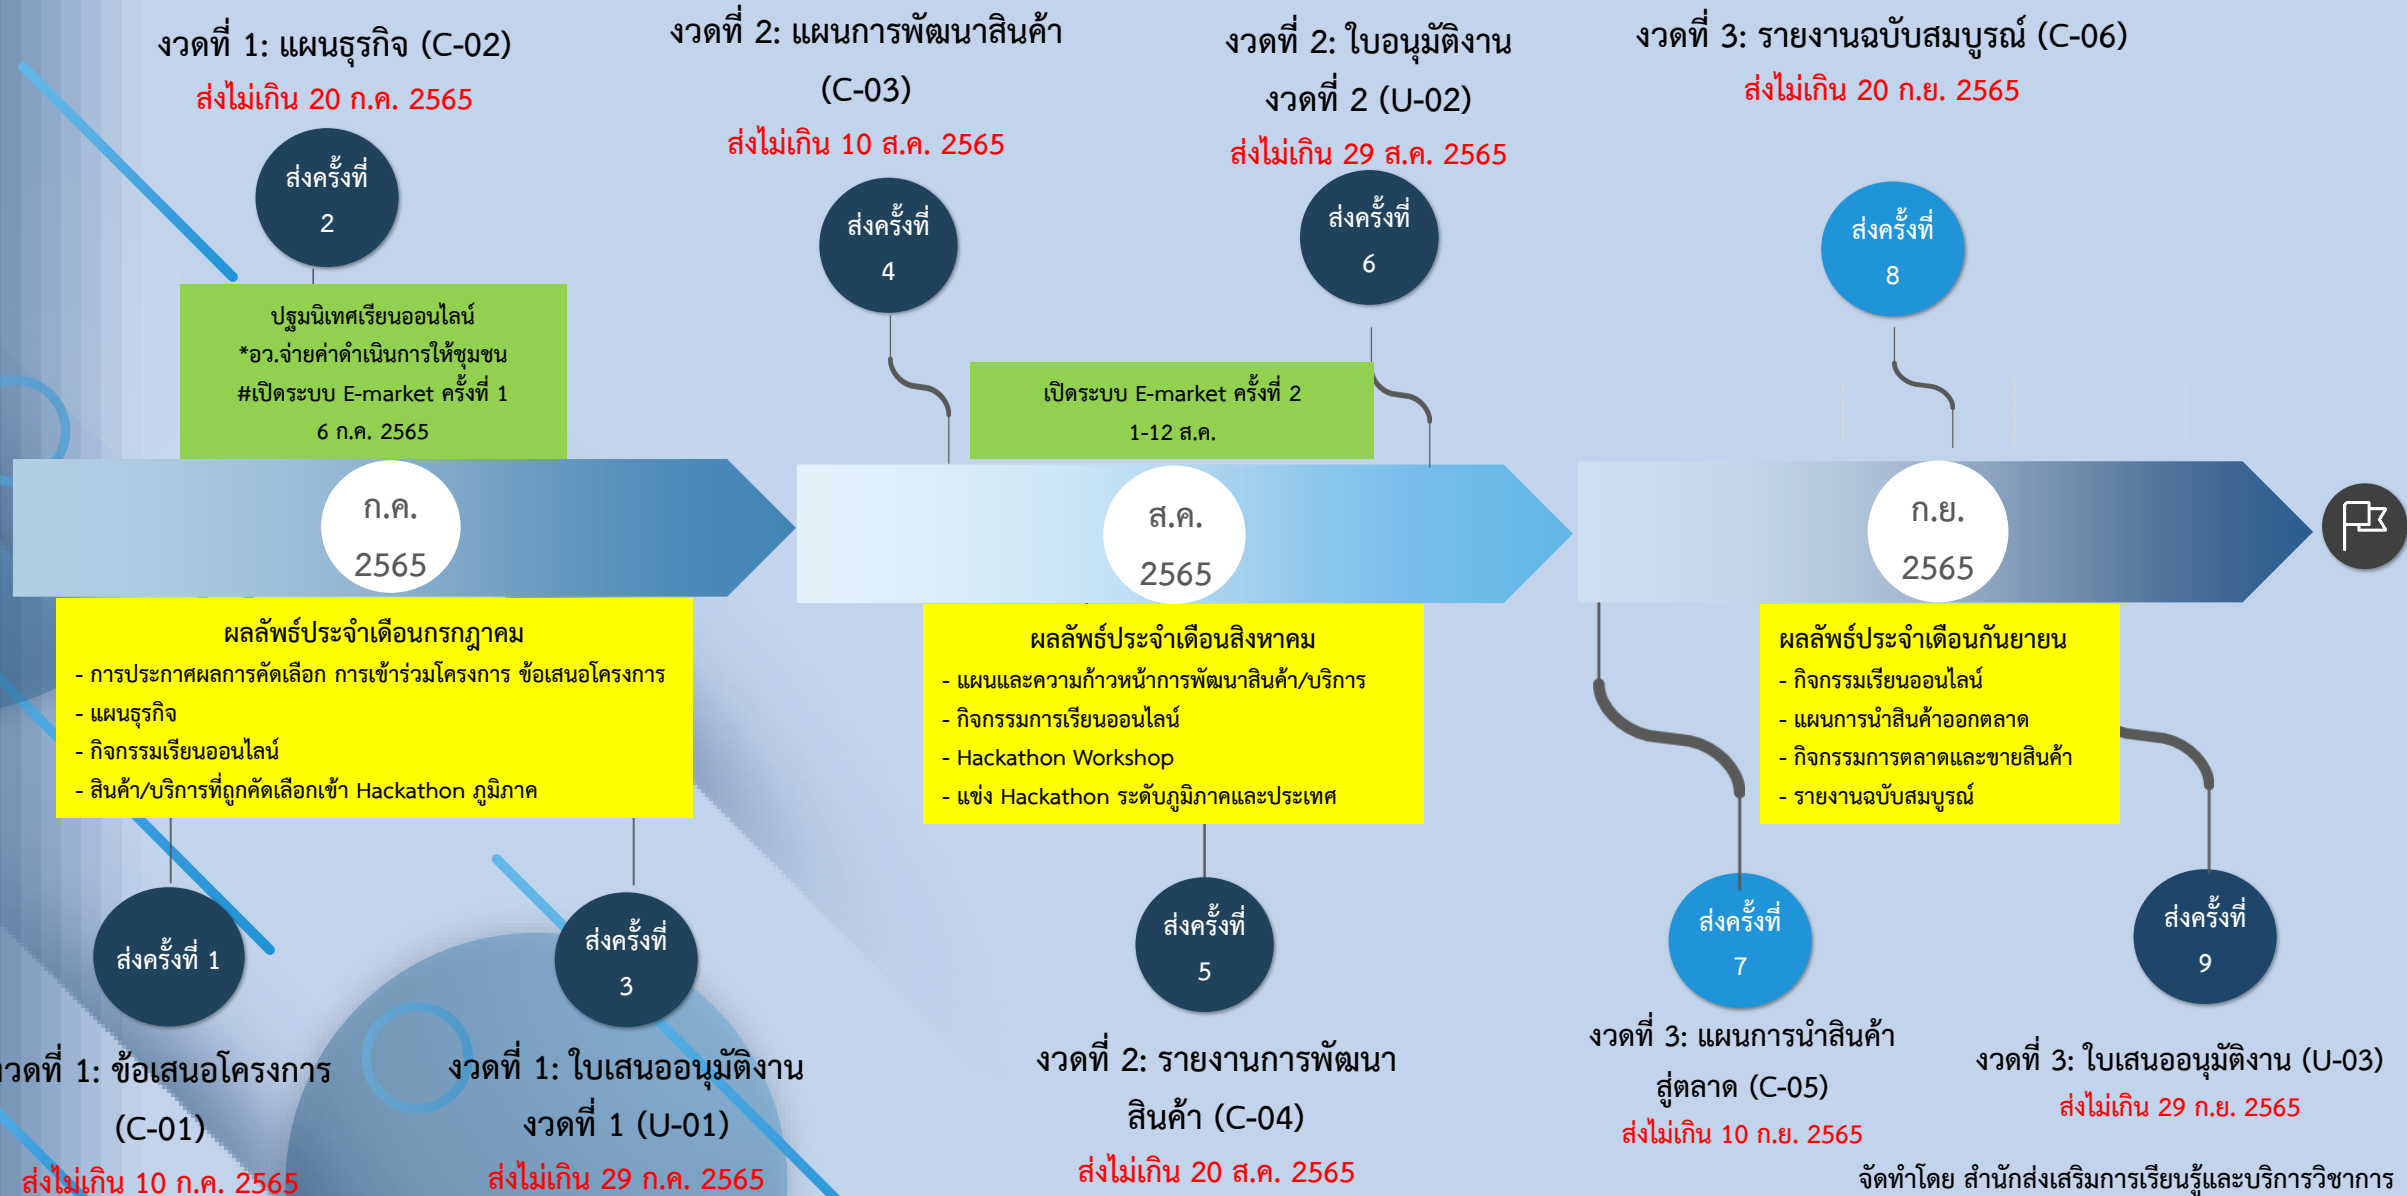 งวดที่ 1: แผนธุรกิจ (C-02)
ส่งไม่เกิน 20 ก.ค. 2565
งวดที่ 2: แผนการพัฒนาสินค้า
(C-03)
ส่งไม่เกิน 10 ส.ค. 2565
งวดที่ 2: ใบอนุมัติงาน
งวดที่ 2 (U-02)
ส่งไม่เกิน 29 ส.ค. 2565
งวดที่ 3: รายงานฉบับสมบูรณ์ (C-06)
ส่งไม่เกิน 20 ก.ย. 2565
ส่งครั้งที่
2
ส่งครั้งที่
4
ส่งครั้งที่
6
ส่งครั้งที่
8
ปฐมนิเทศเรียนออนไลน์
*อว.จ่ายค่าดำเนินการให้ชุมชน
#เปิดระบบ E-market ครั้งที่ 1
6 ก.ค. 2565
เปิดระบบ E-market ครั้งที่ 2
1-12 ส.ค.
ก.ค.
2565
ส.ค.
2565
ก.ย.
2565
ผลลัพธ์ประจำเดือนกรกฎาคม
- การประกาศผลการคัดเลือก การเข้าร่วมโครงการ ข้อเสนอโครงการ
- แผนธุรกิจ
- กิจกรรมเรียนออนไลน์
- สินค้า/บริการที่ถูกคัดเลือกเข้า Hackathon ภูมิภาค
ผลลัพธ์ประจำเดือนสิงหาคม
- แผนและความก้าวหน้าการพัฒนาสินค้า/บริการ
- กิจกรรมการเรียนออนไลน์
- Hackathon Workshop
- แข่ง Hackathon ระดับภูมิภาคและประเทศ
ผลลัพธ์ประจำเดือนกันยายน
- กิจกรรมเรียนออนไลน์
- แผนการนำสินค้าออกตลาด
- กิจกรรมการตลาดและขายสินค้า
- รายงานฉบับสมบูรณ์
ส่งครั้งที่ 1
ส่งครั้งที่
3
ส่งครั้งที่
5
ส่งครั้งที่
7
ส่งครั้งที่
9
งวดที่ 1: ข้อเสนอโครงการ
(C-01)
ส่งไม่เกิน 10 ก.ค. 2565
งวดที่ 1: ใบเสนออนุมัติงาน
งวดที่ 1 (U-01)
ส่งไม่เกิน 29 ก.ค. 2565
งวดที่ 2: รายงานการพัฒนา
สินค้า (C-04)
ส่งไม่เกิน 20 ส.ค. 2565
งวดที่ 3: แผนการนำสินค้า
สู่ตลาด (C-05)
ส่งไม่เกิน 10 ก.ย. 2565
งวดที่ 3: ใบเสนออนุมัติงาน (U-03)
ส่งไม่เกิน 29 ก.ย. 2565
จัดทำโดย สำนักส่งเสริมการเรียนรู้และบริการวิชาการ